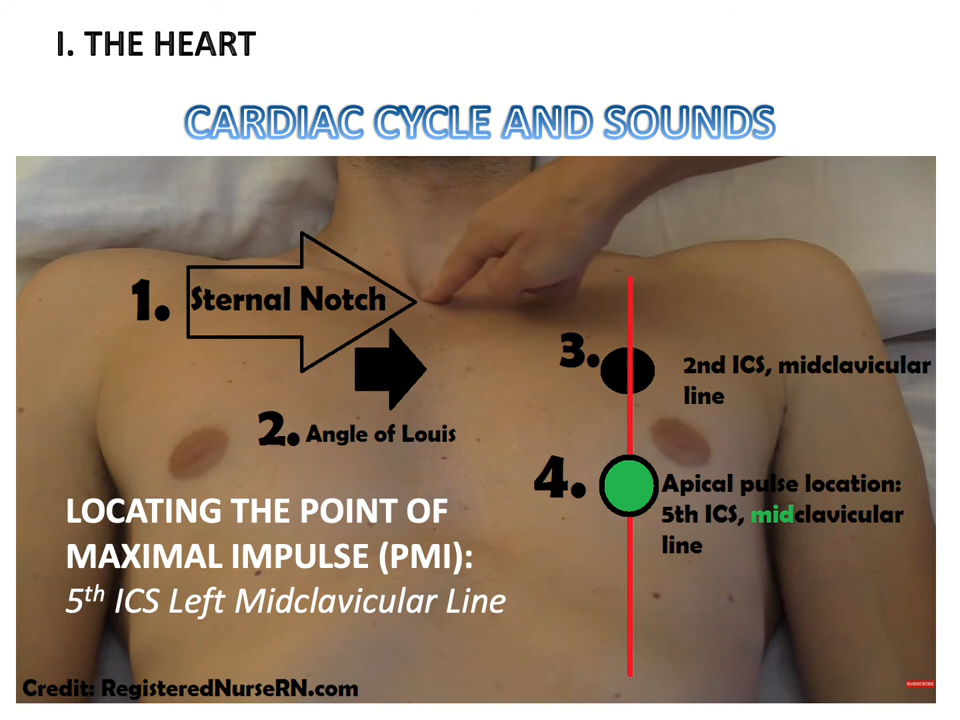 I. THE HEART
CARDIAC CYCLE AND SOUNDS
1. Sternal Notch
2. Angle of Louis
3. 2nd ICS, midclavicular
line
4. Apical pulse location:
5th ICS, midclavicular
line
LOCATING THE POINT OF
MAXIMAL IMPULSE (PMI):
5th ICS Left Midclavicular Line
Credit: RegisteredNurseRN.com
SUBSCRIBE